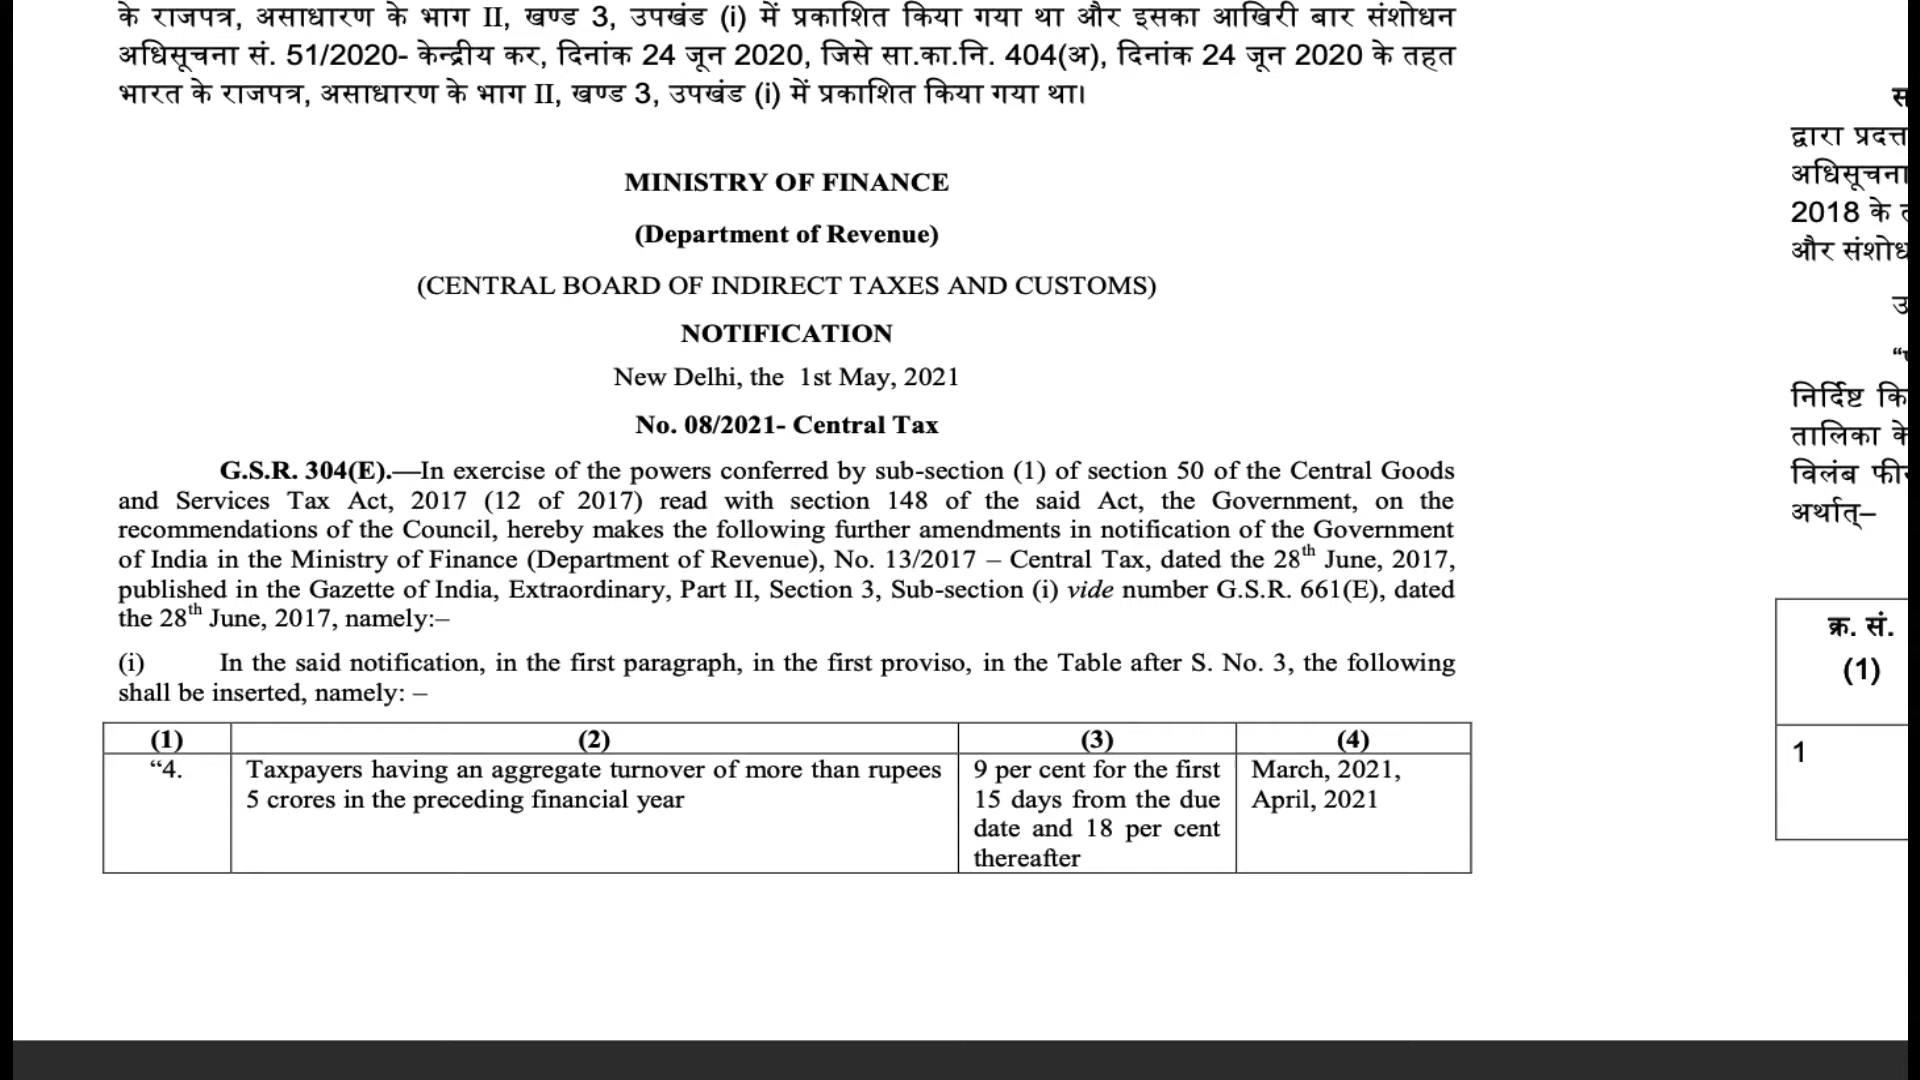 के राजपत्र, असाधारण के भाग II, खण्ड 3, उपखंड (i) में प्रकाशित किया गया था और इसका आखिरी बार संशोधन
अधिसूचना सं. 51/2020- केन्द्रीय कर, दिनांक 24 जून 2020, जिसे सा.का.नि. 404(अ), दिनांक 24 जून 2020 के तहत
भारत के राजपत्र, असाधारण के भाग II, खण्ड 3, उपखंड (i) में प्रकाशित किया गया था।
MINISTRY OF FINANCE
(Department of Revenue)
(CENTRAL BOARD OF INDIRECT TAXES AND CUSTOMS)
NOTIFICATION
New Delhi, the 1st May, 2021
No. 08/2021- Central Tax
G.S.R. 304(E).—In exercise of the powers conferred by sub-section (1) of section 50 of the Central Goods
and Services Tax Act, 2017 (12 of 2017) read with section 148 of the said Act, the Government, on the
recommendations of the Council, hereby makes the following further amendments in notification of the Government
of India in the Ministry of Finance (Department of Revenue), No. 13/2017 – Central Tax, dated the 28th June, 2017,
published in the Gazette of India, Extraordinary, Part II, Section 3, Sub-section (i) vide number G.S.R. 661(E), dated
the 28th June, 2017, namely:–
(i) In the said notification, in the first paragraph, in the first proviso, in the Table after S. No. 3, the following
shall be inserted, namely: –
(1) (2) (3) (4)
“4. Taxpayers having an aggregate turnover of more than rupees 9 per cent for the first March, 2021,
5 crores in the preceding financial year 15 days from the due April, 2021
date and 18 per cent
thereafter
द्वारा प्रदत्त
अधिसूचना
2018 के
और
निर्दिष्ट
तालिका के
विलंब
अर्थात्–
क्र. सं.
(1)
1